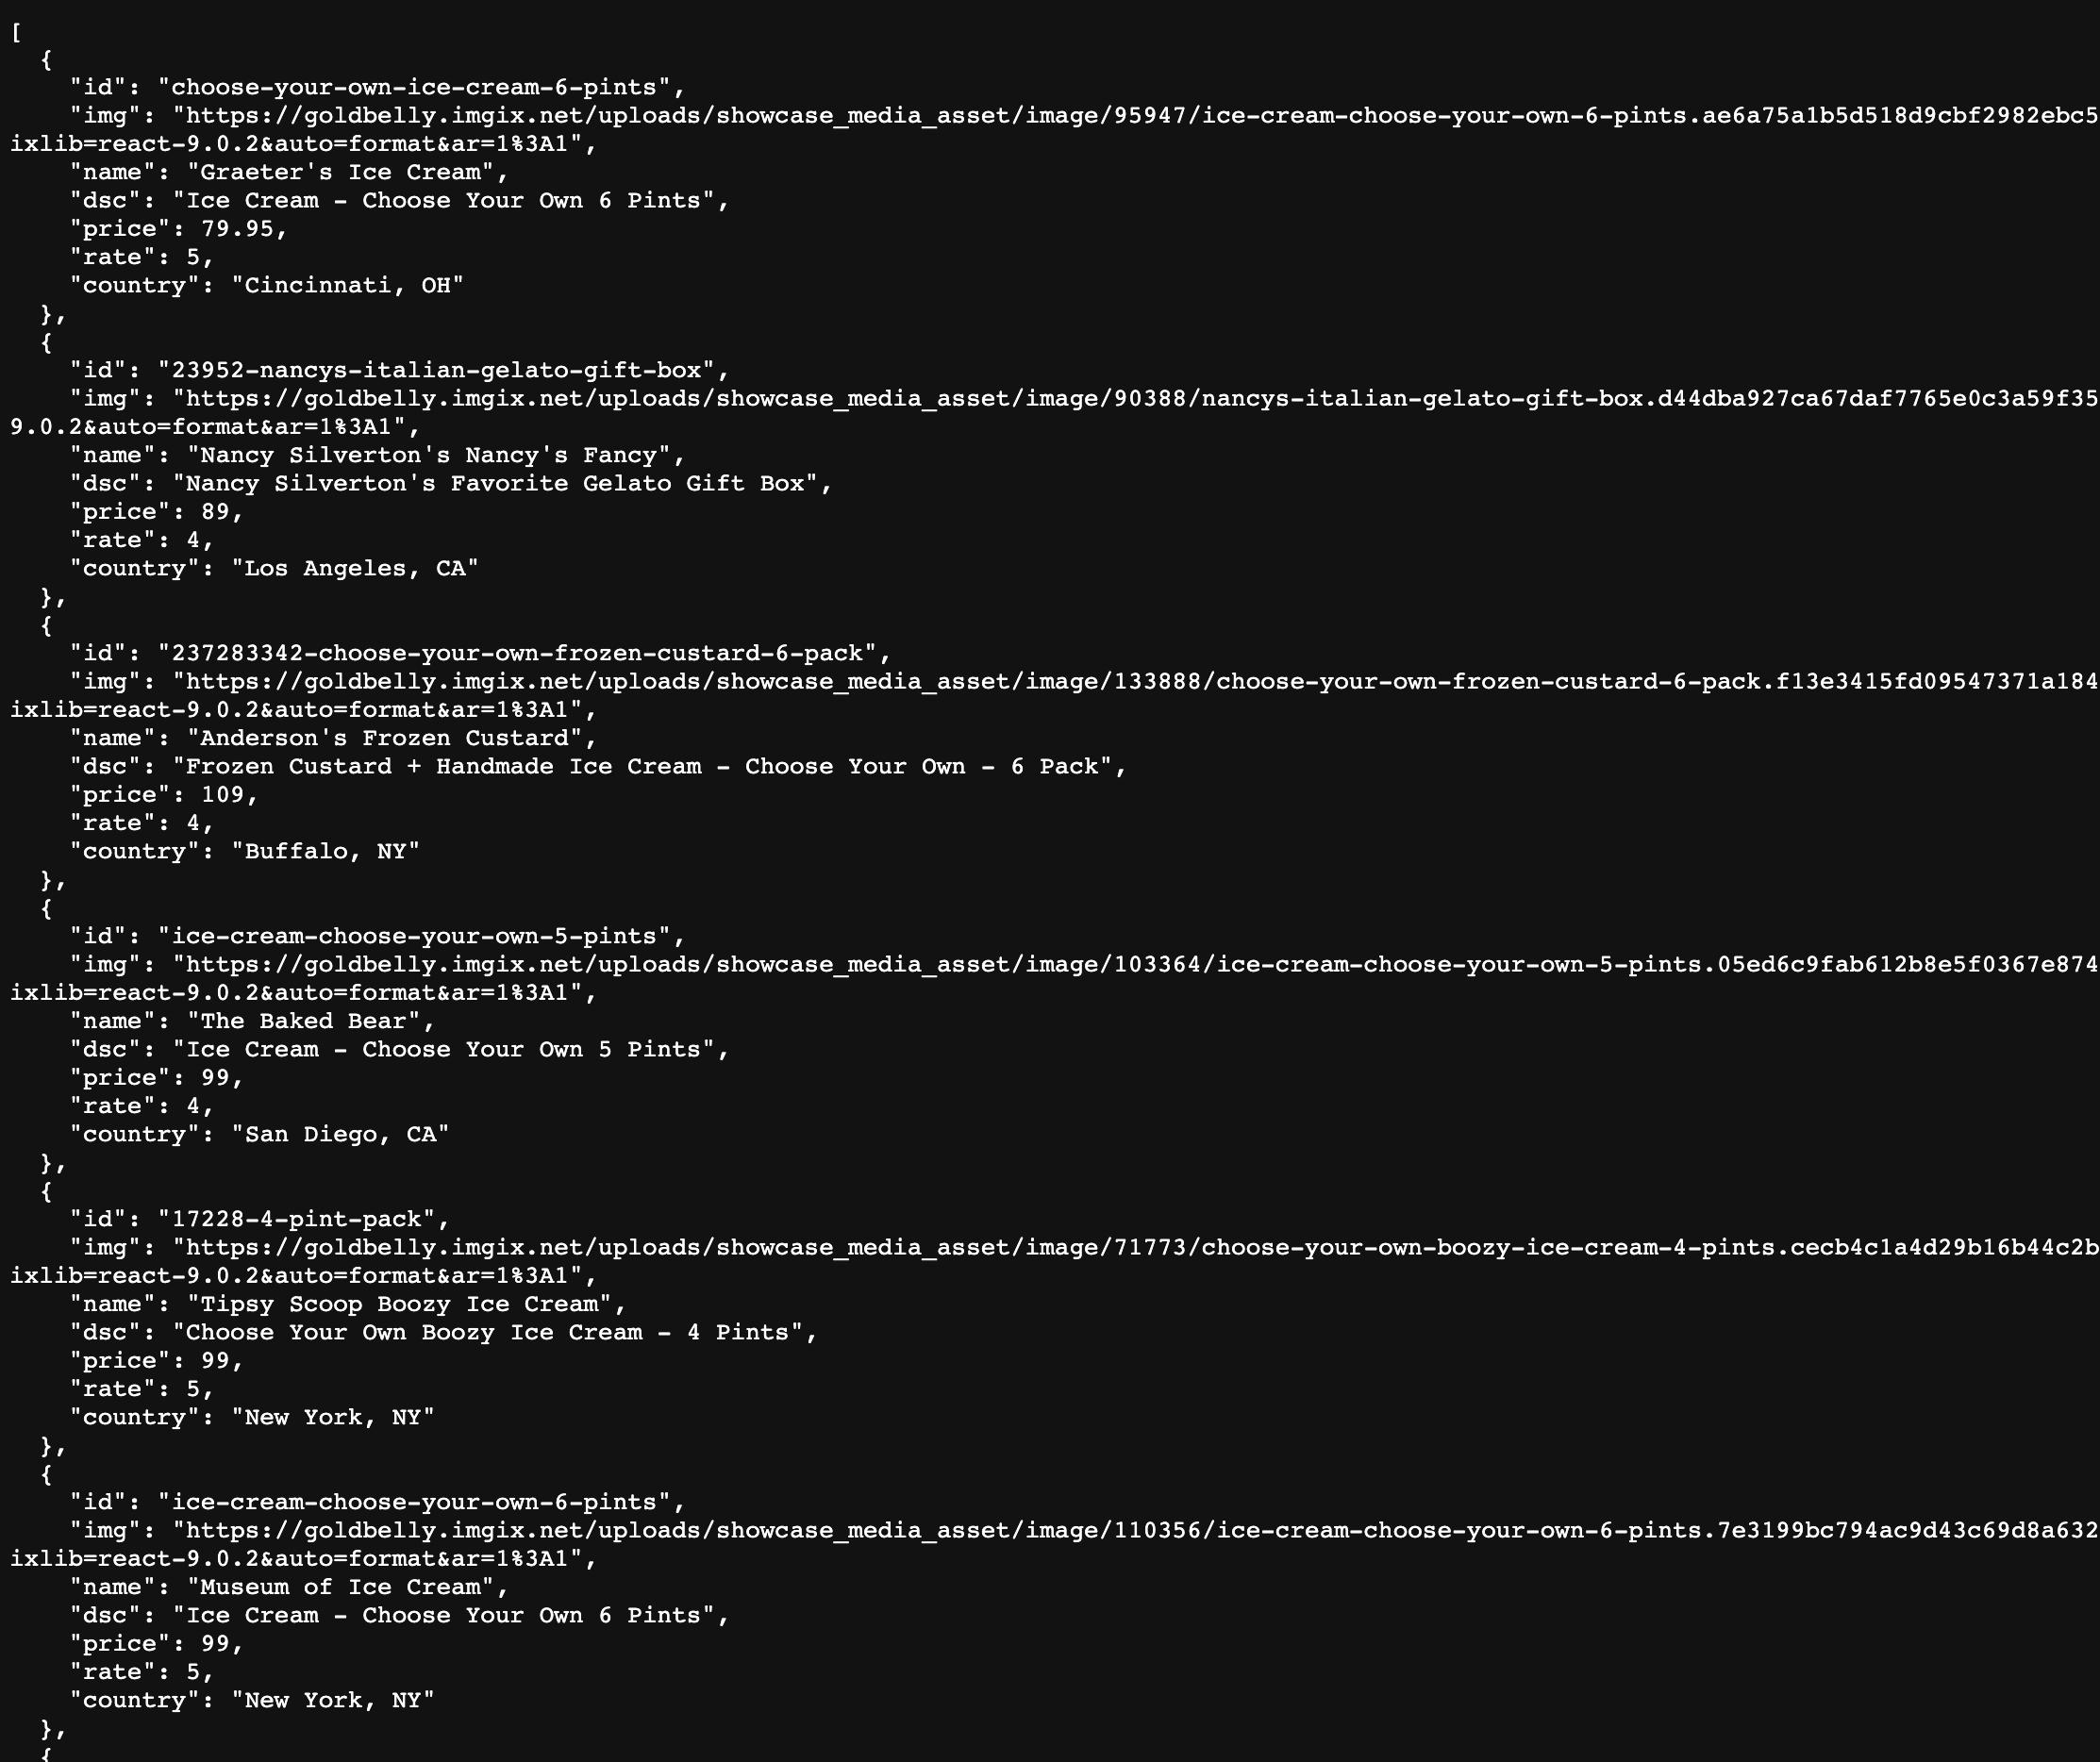 [
  {
    "id": "choose-your-own-ice-cream-6-pints",
    "img": "https://goldbelly.imgix.net/uploads/showcase_media_asset/image/95947/ice-cream-choose-your-own-6-pints.ae6a75a1b5d518d9cbf2982ebc5
ixlib=react-9.0.2&auto=format&ar=1%3A1",
    "name": "Graeter's Ice Cream",
    "dsc": "Ice Cream - Choose Your Own 6 Pints",
    "price": 79.95,
    "rate": 5,
    "country": "Cincinnati, OH"
  },
  {
    "id": "23952-nancys-italian-gelato-gift-box",
    "img": "https://goldbelly.imgix.net/uploads/showcase_media_asset/image/90388/nancys-italian-gelato-gift-box.d44dba927ca67daf7765e0c3a59f35
9.0.2&auto=format&ar=1%3A1",
    "name": "Nancy Silverton's Nancy's Fancy",
    "dsc": "Nancy Silverton's Favorite Gelato Gift Box",
    "price": 89,
    "rate": 4,
    "country": "Los Angeles, CA"
  },
  {
    "id": "237283342-choose-your-own-frozen-custard-6-pack",
    "img": "https://goldbelly.imgix.net/uploads/showcase_media_asset/image/133888/choose-your-own-frozen-custard-6-pack.f13e3415fd09547371a184
ixlib=react-9.0.2&auto=format&ar=1%3A1",
    "name": "Anderson's Frozen Custard",
    "dsc": "Frozen Custard + Handmade Ice Cream - Choose Your Own - 6 Pack",
    "price": 109,
    "rate": 4,
    "country": "Buffalo, NY"
  },
  {
    "id": "ice-cream-choose-your-own-5-pints",
    "img": "https://goldbelly.imgix.net/uploads/showcase_media_asset/image/103364/ice-cream-choose-your-own-5-pints.05ed6c9fab612b8e5f0367e874
ixlib=react-9.0.2&auto=format&ar=1%3A1",
    "name": "The Baked Bear",
    "dsc": "Ice Cream - Choose Your Own 5 Pints",
    "price": 99,
    "rate": 4,
    "country": "San Diego, CA"
  },
  {
    "id": "17228-4-pint-pack",
    "img": "https://goldbelly.imgix.net/uploads/showcase_media_asset/image/71773/choose-your-own-boozy-ice-cream-4-pints.cecb4c1a4d29b16b44c2b
ixlib=react-9.0.2&auto=format&ar=1%3A1",
    "name": "Tipsy Scoop Boozy Ice Cream",
    "dsc": "Choose Your Own Boozy Ice Cream - 4 Pints",
    "price": 99,
    "rate": 5,
    "country": "New York, NY"
  },
  {
    "id": "ice-cream-choose-your-own-6-pints",
    "img": "https://goldbelly.imgix.net/uploads/showcase_media_asset/image/110356/ice-cream-choose-your-own-6-pints.7e3199bc794ac9d43c69d8a632
ixlib=react-9.0.2&auto=format&ar=1%3A1",
    "name": "Museum of Ice Cream",
    "dsc": "Ice Cream - Choose Your Own 6 Pints",
    "price": 99,
    "rate": 5,
    "country": "New York, NY"
  },
  {